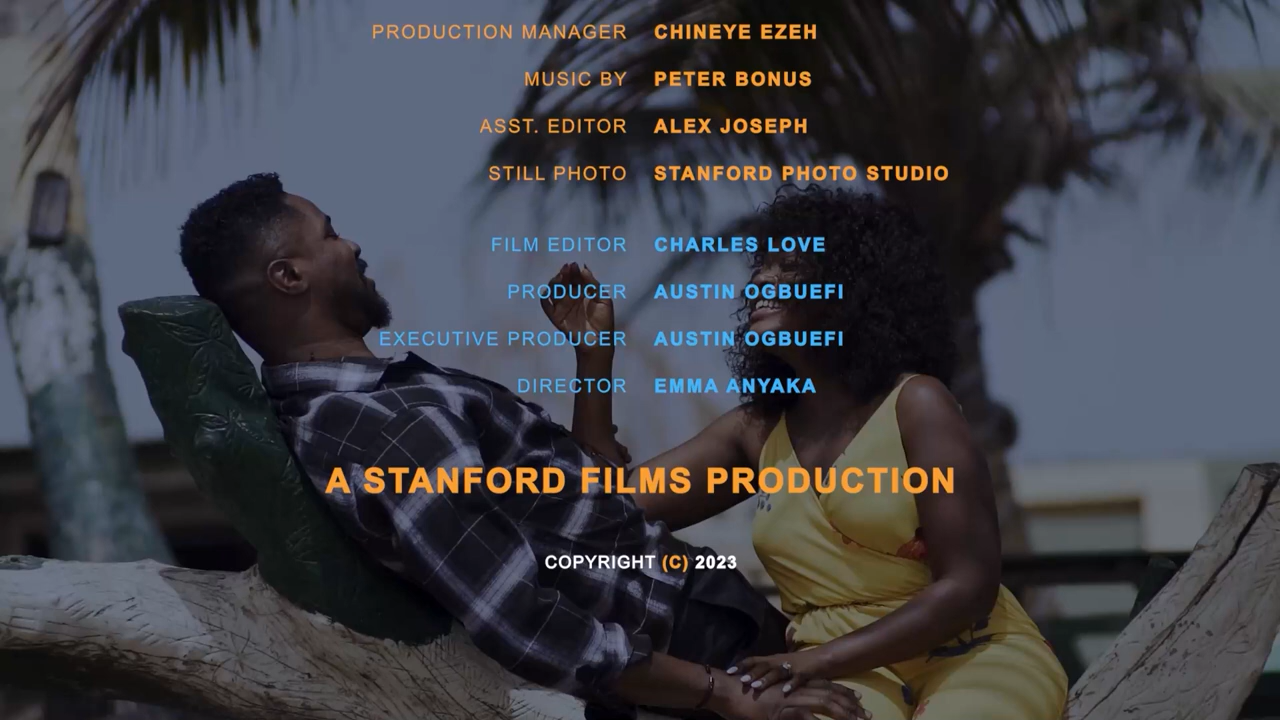 PRODUCTION MANAGER CHINEYE EZEH
MUSIC BY PETER BONUS
ASST. EDITOR ALEX JOSEPH
STILL PHOTO STANFORD PHOTO STUDIO
FILM EDITOR CHARLES LOVE
PRODUCER AUSTIN OGBUEFI
EXECUTIVE PRODUCER AUSTIN OGBUEFI
DIRECTOR EMMA ANYAKA
A STANFORD FILMS PRODUCTION
COPYRIGHT (C) 2023